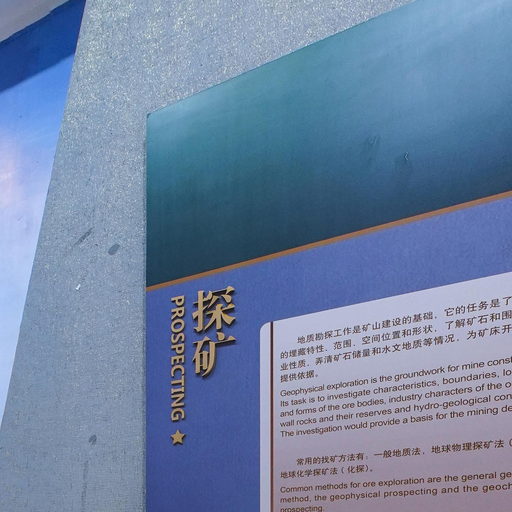 探矿
PROSPECTING
地质勘探工作是矿山建设的基础，它的任务是了
的埋藏特性，范围，空间位置和形状，了解矿石和围
业性质，弄清矿石储量和水文地质等情况，为矿床开
提供依据。
Geophysical exploration is the groundwork for mine const
Its task is to investigate characteristics, boundaries, lo
and forms of the ore bodies, industry characters of the o
wall rocks and their reserves and hydro-geological con
The investigation would provide a basis for the mining de
常用的找矿方法有：一般地质法，地球物理探矿法（
地球化学探矿法（化探）。
Common methods for ore exploration are the general ge
method, the geophysical prospecting and the geoch
prospecting.